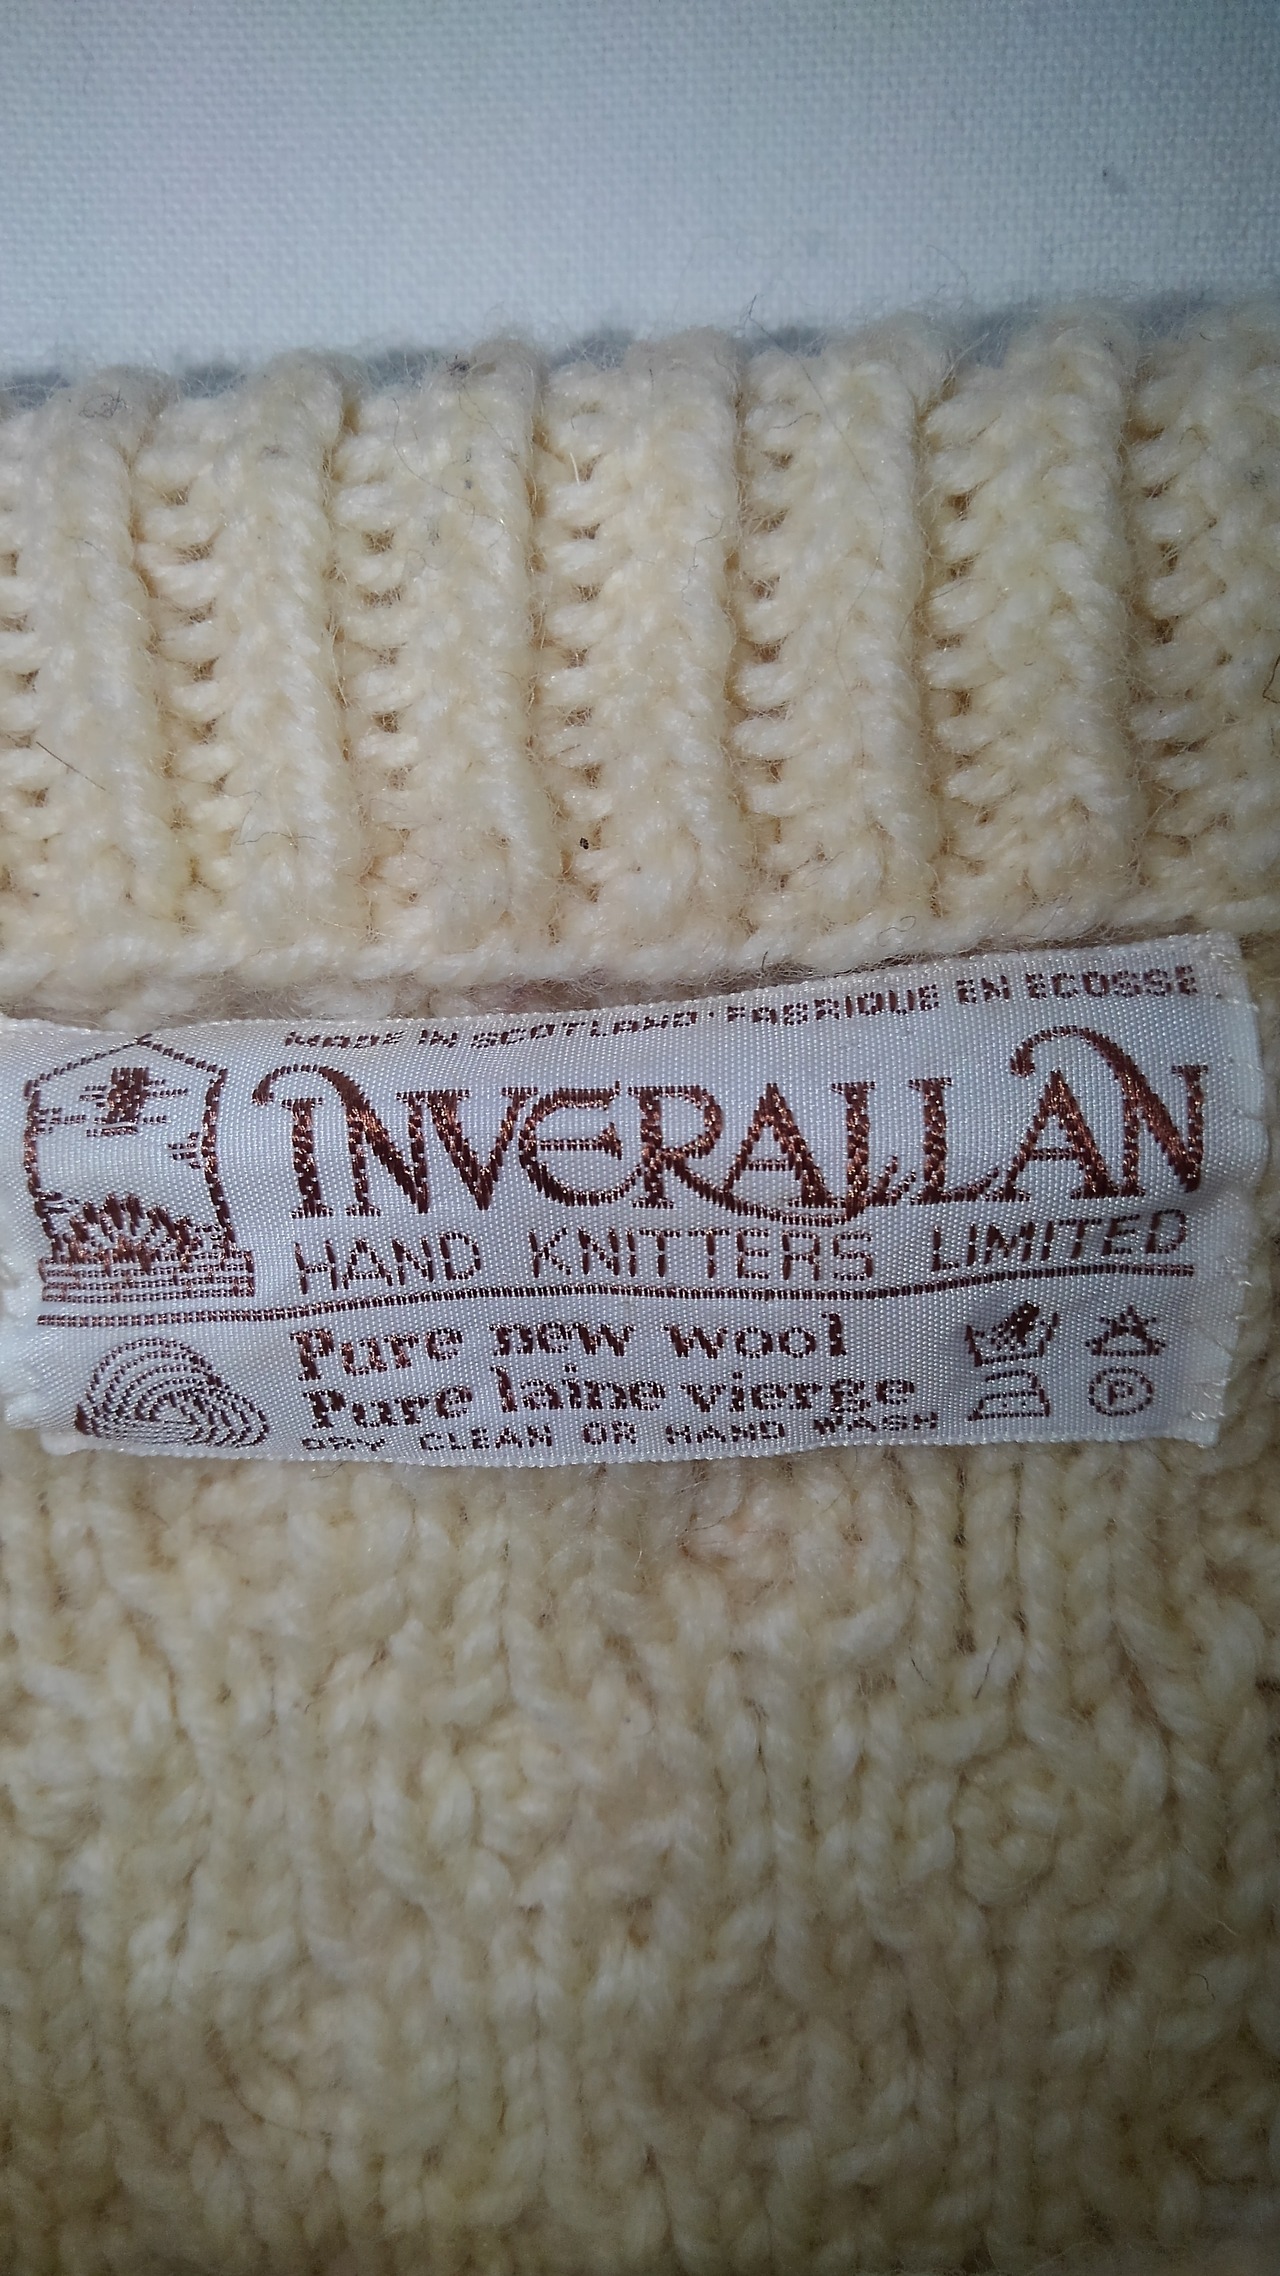 MADE IN SCOTLAND · FABRIQUE EN ECOSSE
INVERALLAN
HAND KNITTERS LIMITED
Pure new wool
Pure laine vierge
DRY CLEAN OR HAND WASH
P